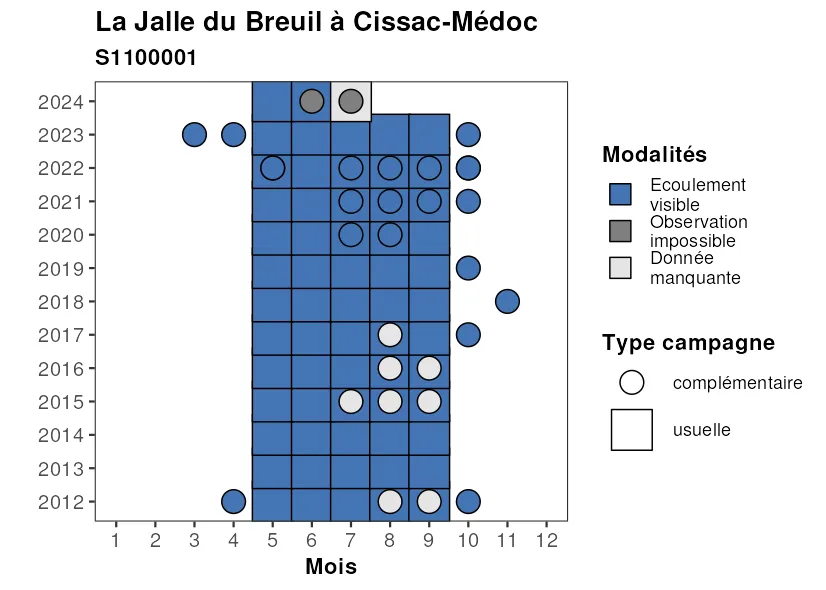 La Jalle du Breuil à Cissac-Médoc
S1100001
2024
2023
2022
2021
2020
2019
2018
2017
2016
2015
2014
2013
2012
1 2 3 4 5 6 7 8 9 10 11 12
Mois
Modalités
Ecoulement
visible
Observation
impossible
Donnée
manquante
Type campagne
complémentaire
usuelle